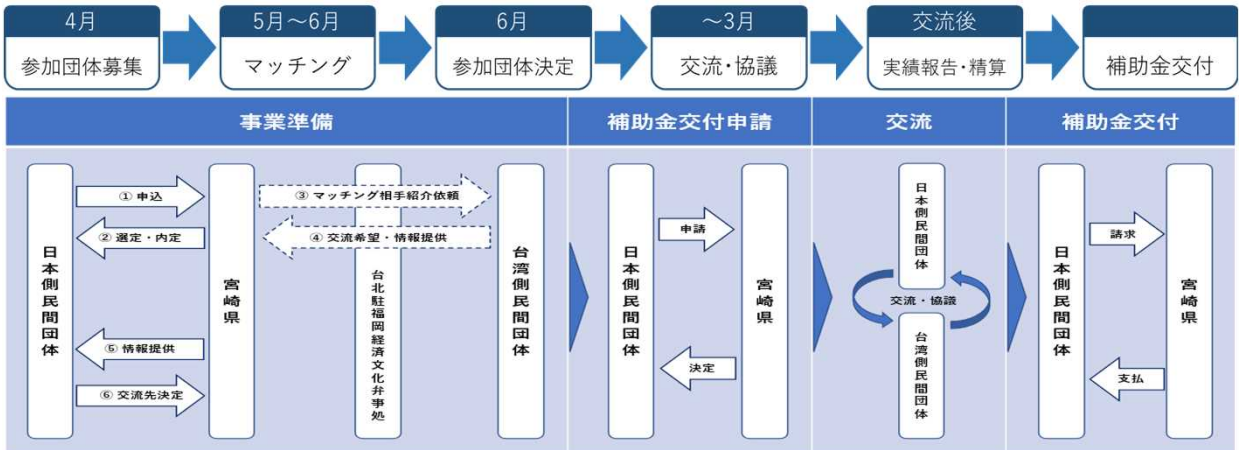 4月
参加団体募集
5月～6月
マッチング
6月
参加団体決定
～3月
交流・協議
交流後
実績報告・精算
補助金交付
事業準備
補助金交付申請
交流
補助金交付
日本側民間団体
① 申込
② 選定・内定
⑤ 情報提供
⑥ 交流先決定
宮崎県
③ マッチング相手紹介依頼
④ 交流希望・情報提供
台北駐福岡経済文化弁事処
台湾側民間団体
日本側民間団体
申請
決定
宮崎県
日本側民間団体
交流・協議
台湾側民間団体
日本側民間団体
請求
支払
宮崎県